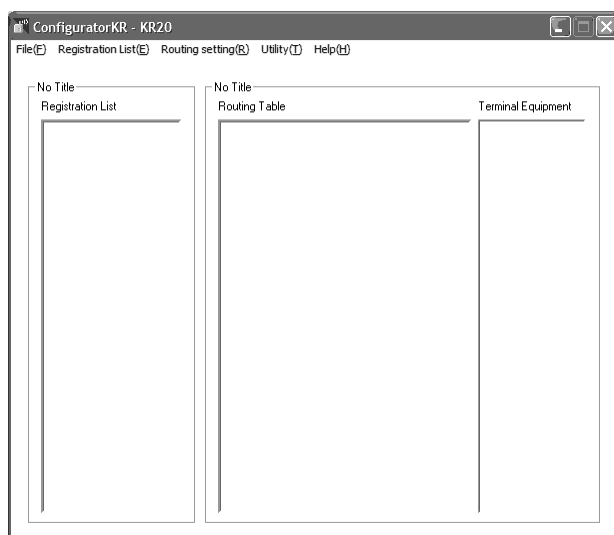 ConfiguratorKR - KR20
File(F) Registration List(E) Routing setting(R) Utility(T) Help(H)
No Title
Registration List
No Title
Routing Table Terminal Equipment